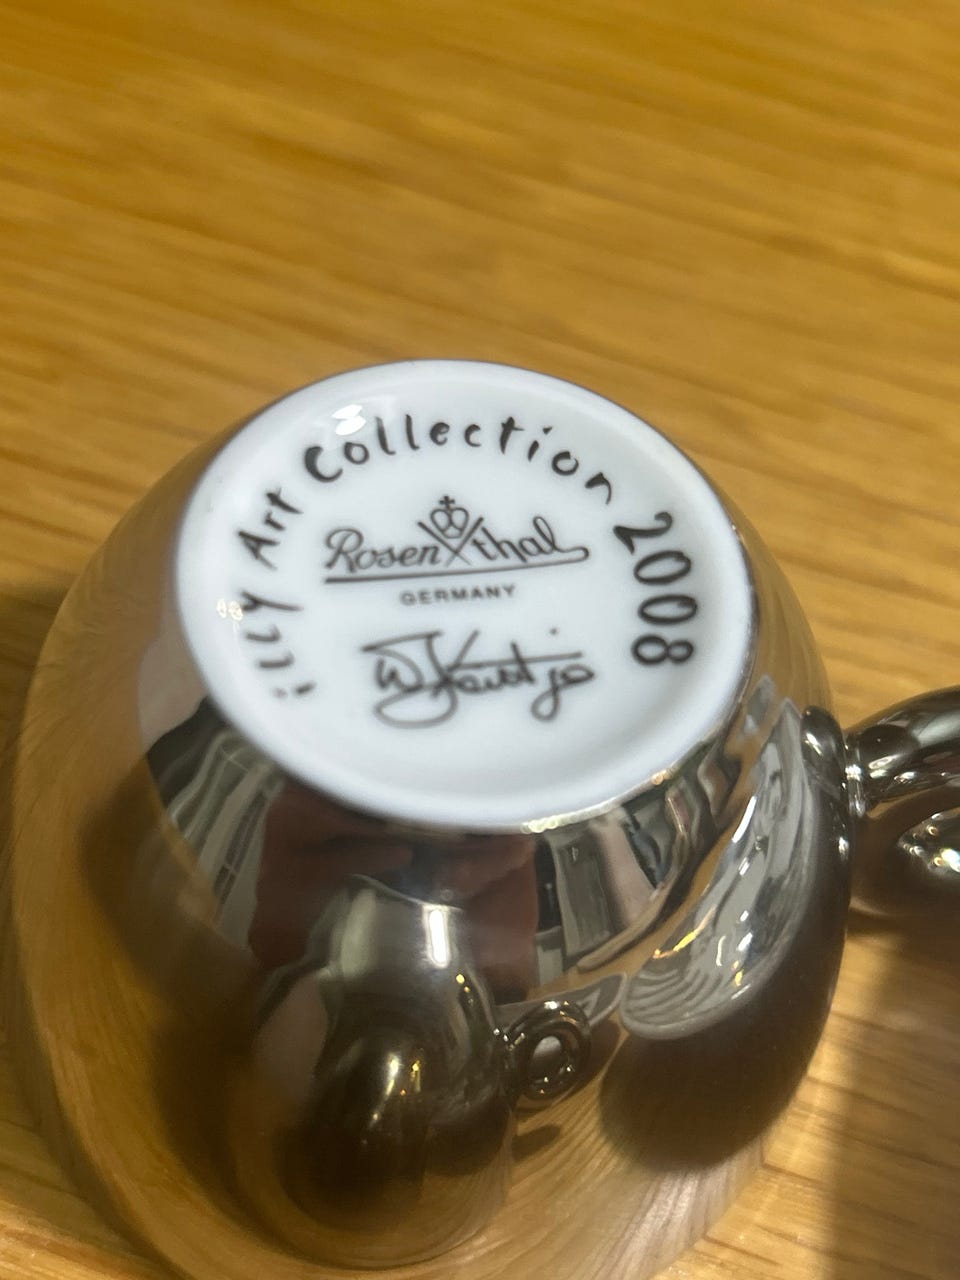 illy Art Collection 2008
Rosenthal
GERMANY